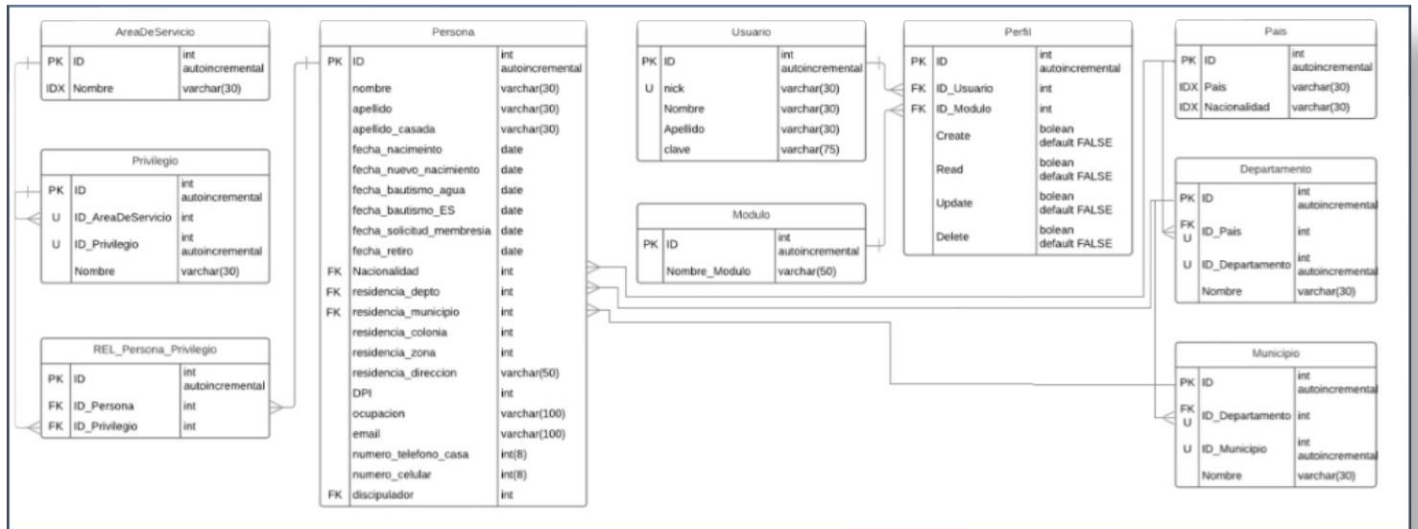 AreaDeServicio
PK ID int autoincremental
IDX Nombre varchar(30)
Privilegio
PK ID int autoincremental
U ID_AreaDeServicio int
U ID_Privilegio int autoincremental
Nombre varchar(30)
REL_Persona_Privilegio
PK ID int autoincremental
FK ID_Persona int
FK ID_Privilegio int
Persona
PK ID int autoincremental
nombre varchar(30)
apellido varchar(30)
apellido_casada varchar(30)
fecha_nacimeinto date
fecha_nuevo_nacimiento date
fecha_bautismo_agua date
fecha_bautismo_ES date
fecha_solicitud_membresia date
fecha_retiro date
FK Nacionalidad int
FK residencia_depto int
FK residencia_municipio int
residencia_colonia int
residencia_zona int
residencia_direccion varchar(50)
DPI int
ocupacion varchar(100)
email varchar(100)
numero_telefono_casa int(8)
numero_celular int(8)
FK discipulador int
Usuario
PK ID int autoincremental
U nick varchar(30)
Nombre varchar(30)
Apellido varchar(30)
clave varchar(75)
Modulo
PK ID int autoincremental
Nombre_Modulo varchar(50)
Perfil
PK ID int autoincremental
FK ID_Usuario int
FK ID_Modulo int
Create bolean default FALSE
Read bolean default FALSE
Update bolean default FALSE
Delete bolean default FALSE
Pais
PK ID int autoincremental
IDX Pais varchar(30)
IDX Nacionalidad varchar(30)
Departamento
PK ID int autoincremental
FK U ID_Pais int
U ID_Departamento int autoincremental
Nombre varchar(30)
Municipio
PK ID int autoincremental
FK U ID_Departamento int
U ID_Municipio int autoincremental
Nombre varchar(30)